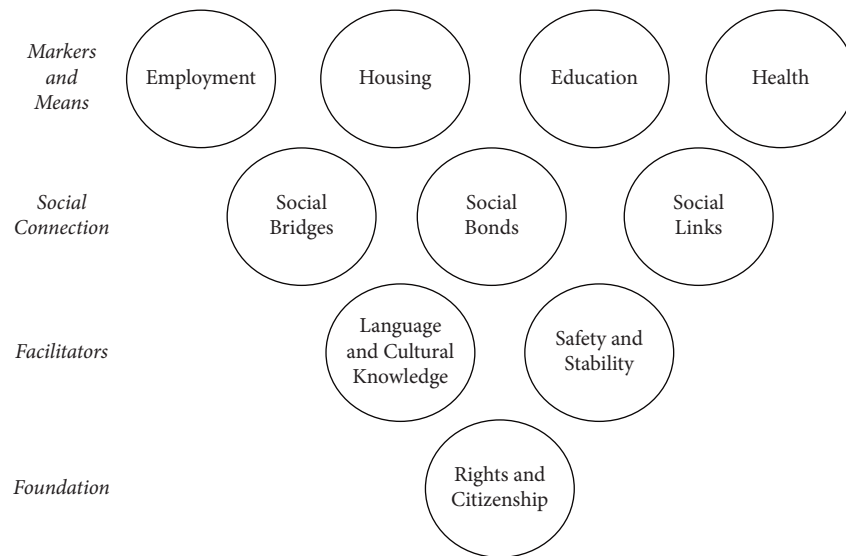 Markers
and
Means
Employment
Housing
Education
Health
Social
Connection
Social
Bridges
Social
Bonds
Social
Links
Facilitators
Language
and Cultural
Knowledge
Safety and
Stability
Foundation
Rights and
Citizenship